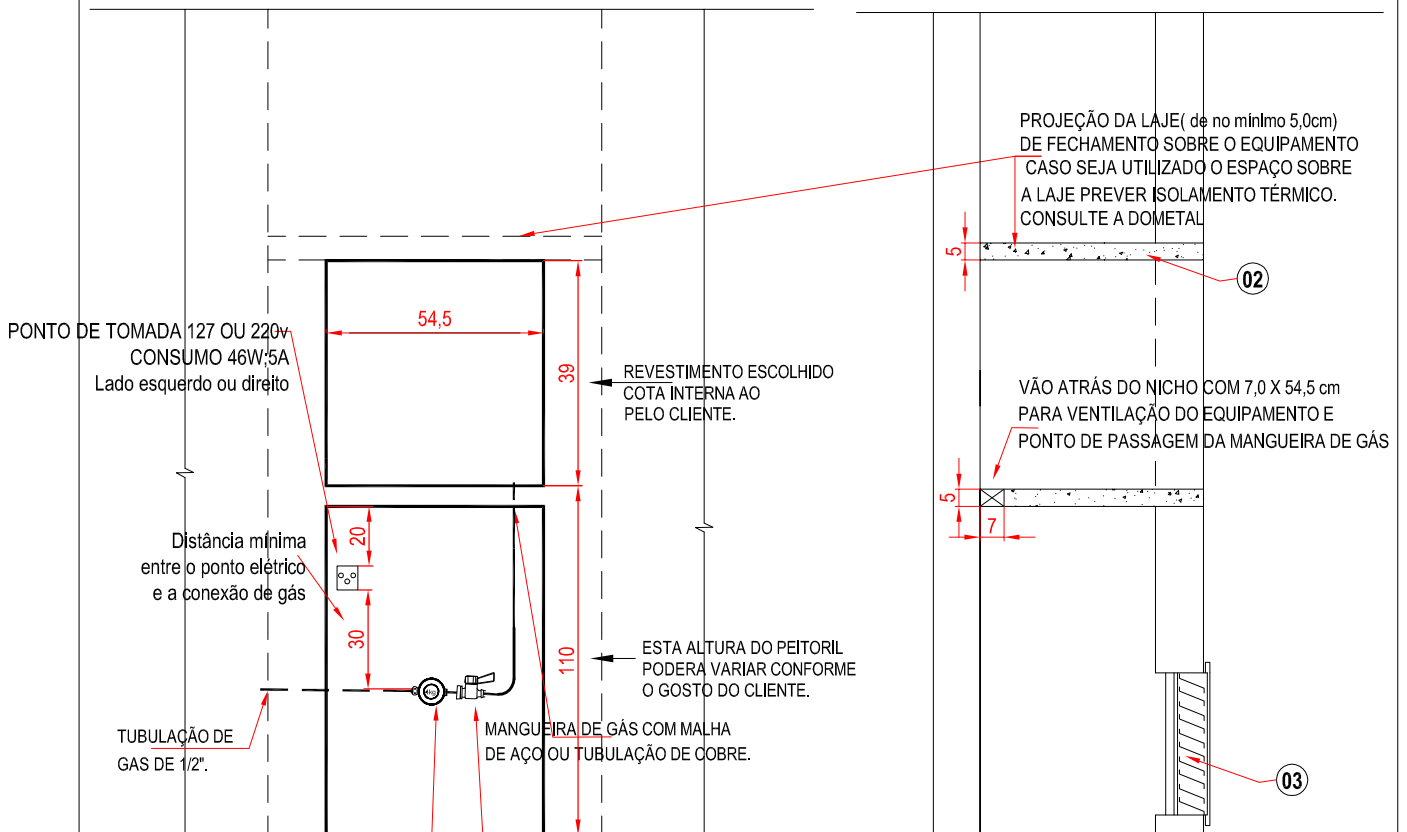 PROJEÇÃO DA LAJE( de no mínimo 5,0cm)
DE FECHAMENTO SOBRE O EQUIPAMENTO
CASO SEJA UTILIZADO O ESPAÇO SOBRE
A LAJE PREVER ISOLAMENTO TÉRMICO.
CONSULTE A DOMETAL
5
02
54,5
39
PONTO DE TOMADA 127 OU 220v
CONSUMO 46W;5A
Lado esquerdo ou direito
REVESTIMENTO ESCOLHIDO
COTA INTERNA AO
PELO CLIENTE.
VÃO ATRÁS DO NICHO COM 7,0 X 54,5 cm
PARA VENTILAÇÃO DO EQUIPAMENTO E
PONTO DE PASSAGEM DA MANGUEIRA DE GÁS
5
7
20
Distância mínima
entre o ponto elétrico
e a conexão de gás
30
110
ESTA ALTURA DO PEITORIL
PODERA VARIAR CONFORME
O GOSTO DO CLIENTE.
TUBULAÇÃO DE
GAS DE 1/2".
MANGUEIRA DE GÁS COM MALHA
DE AÇO OU TUBULAÇÃO DE COBRE.
03